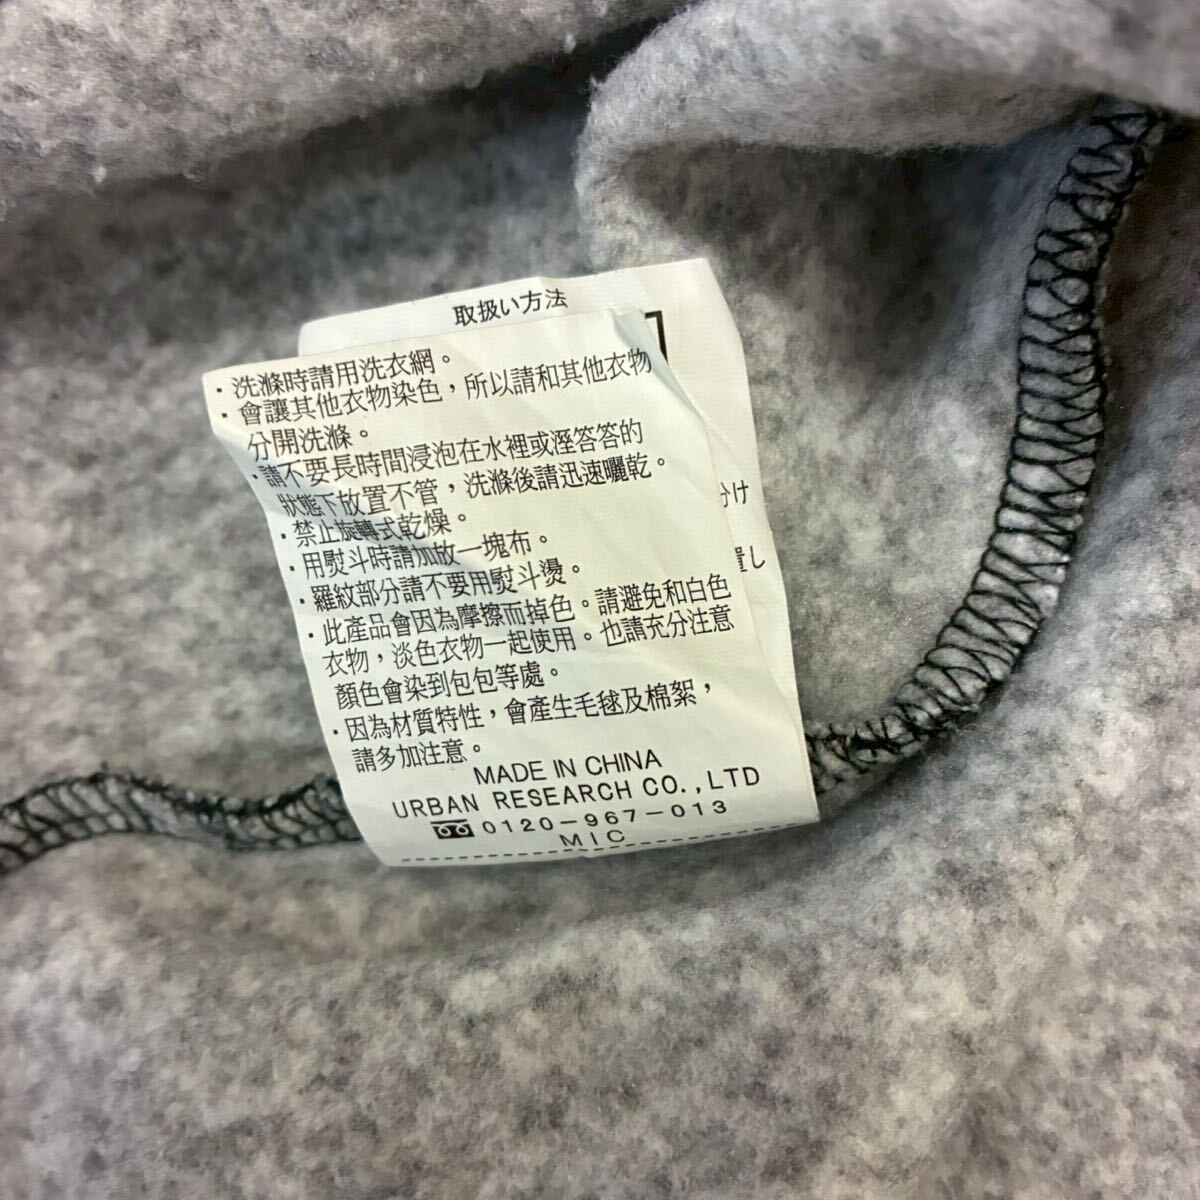 取扱い方法
・洗滌時請用洗衣網。
・會讓其他衣物染色，所以請和其他衣物
分開洗滌。
・請不要長時間浸泡在水裡或溼答答的
狀態下放置不管，洗滌後請迅速曬乾。
・禁止旋轉式乾燥。
・用熨斗時請加放一塊布。
・羅紋部分請不要用熨斗燙。
・此產品會因為摩擦而掉色。請避免和白色
衣物，淡色衣物一起使用。也請充分注意
顏色會染到包包等處。
・因為材質特性，會產生毛毬及棉絮，
請多加注意。
MADE IN CHINA
URBAN RESEARCH CO.,LTD
0120-967-013
MIC
分け
置し